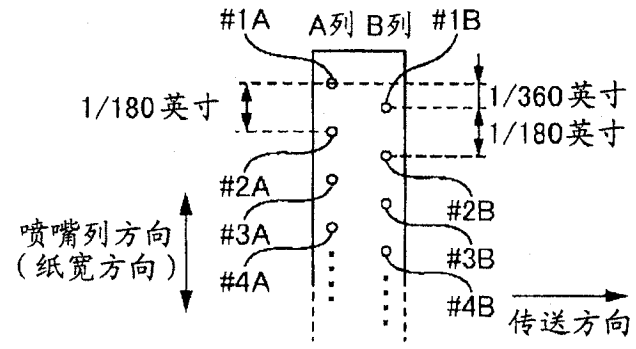 #1A A列 B列 #1B
1/180英寸
1/360英寸
1/180英寸
#2A
#2B
喷嘴列方向
(纸宽方向)
#3A
#3B
#4A
#4B
传送方向